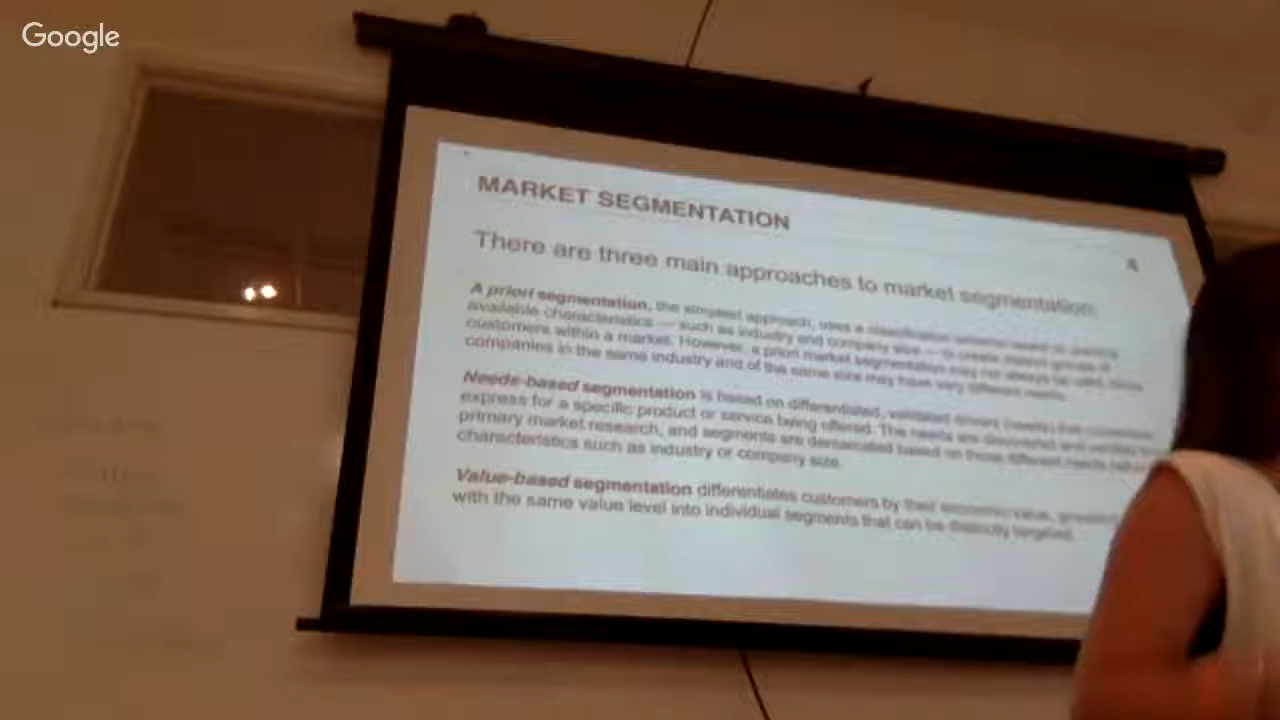 Google
MARKET SEGMENTATION
There are three main approaches to market segmentation:
A priori segmentation, the simplest approach, uses a classification scheme based on
available characteristics — such as industry and company size — to create distinct groups of
customers within a market. However, a priori market segmentation may not always be valid, since
companies in the same industry and of the same size may have very different needs.
Needs-based segmentation is based on differentiated, validated drivers (needs) that customers
express for a specific product or service being offered. The needs are discovered and verified
primary market research, and segments are demarcated based on those different needs rather
characteristics such as industry or company size.
Value-based segmentation differentiates customers by their economic value, grouping
with the same value level into individual segments that can be distinctly targeted.